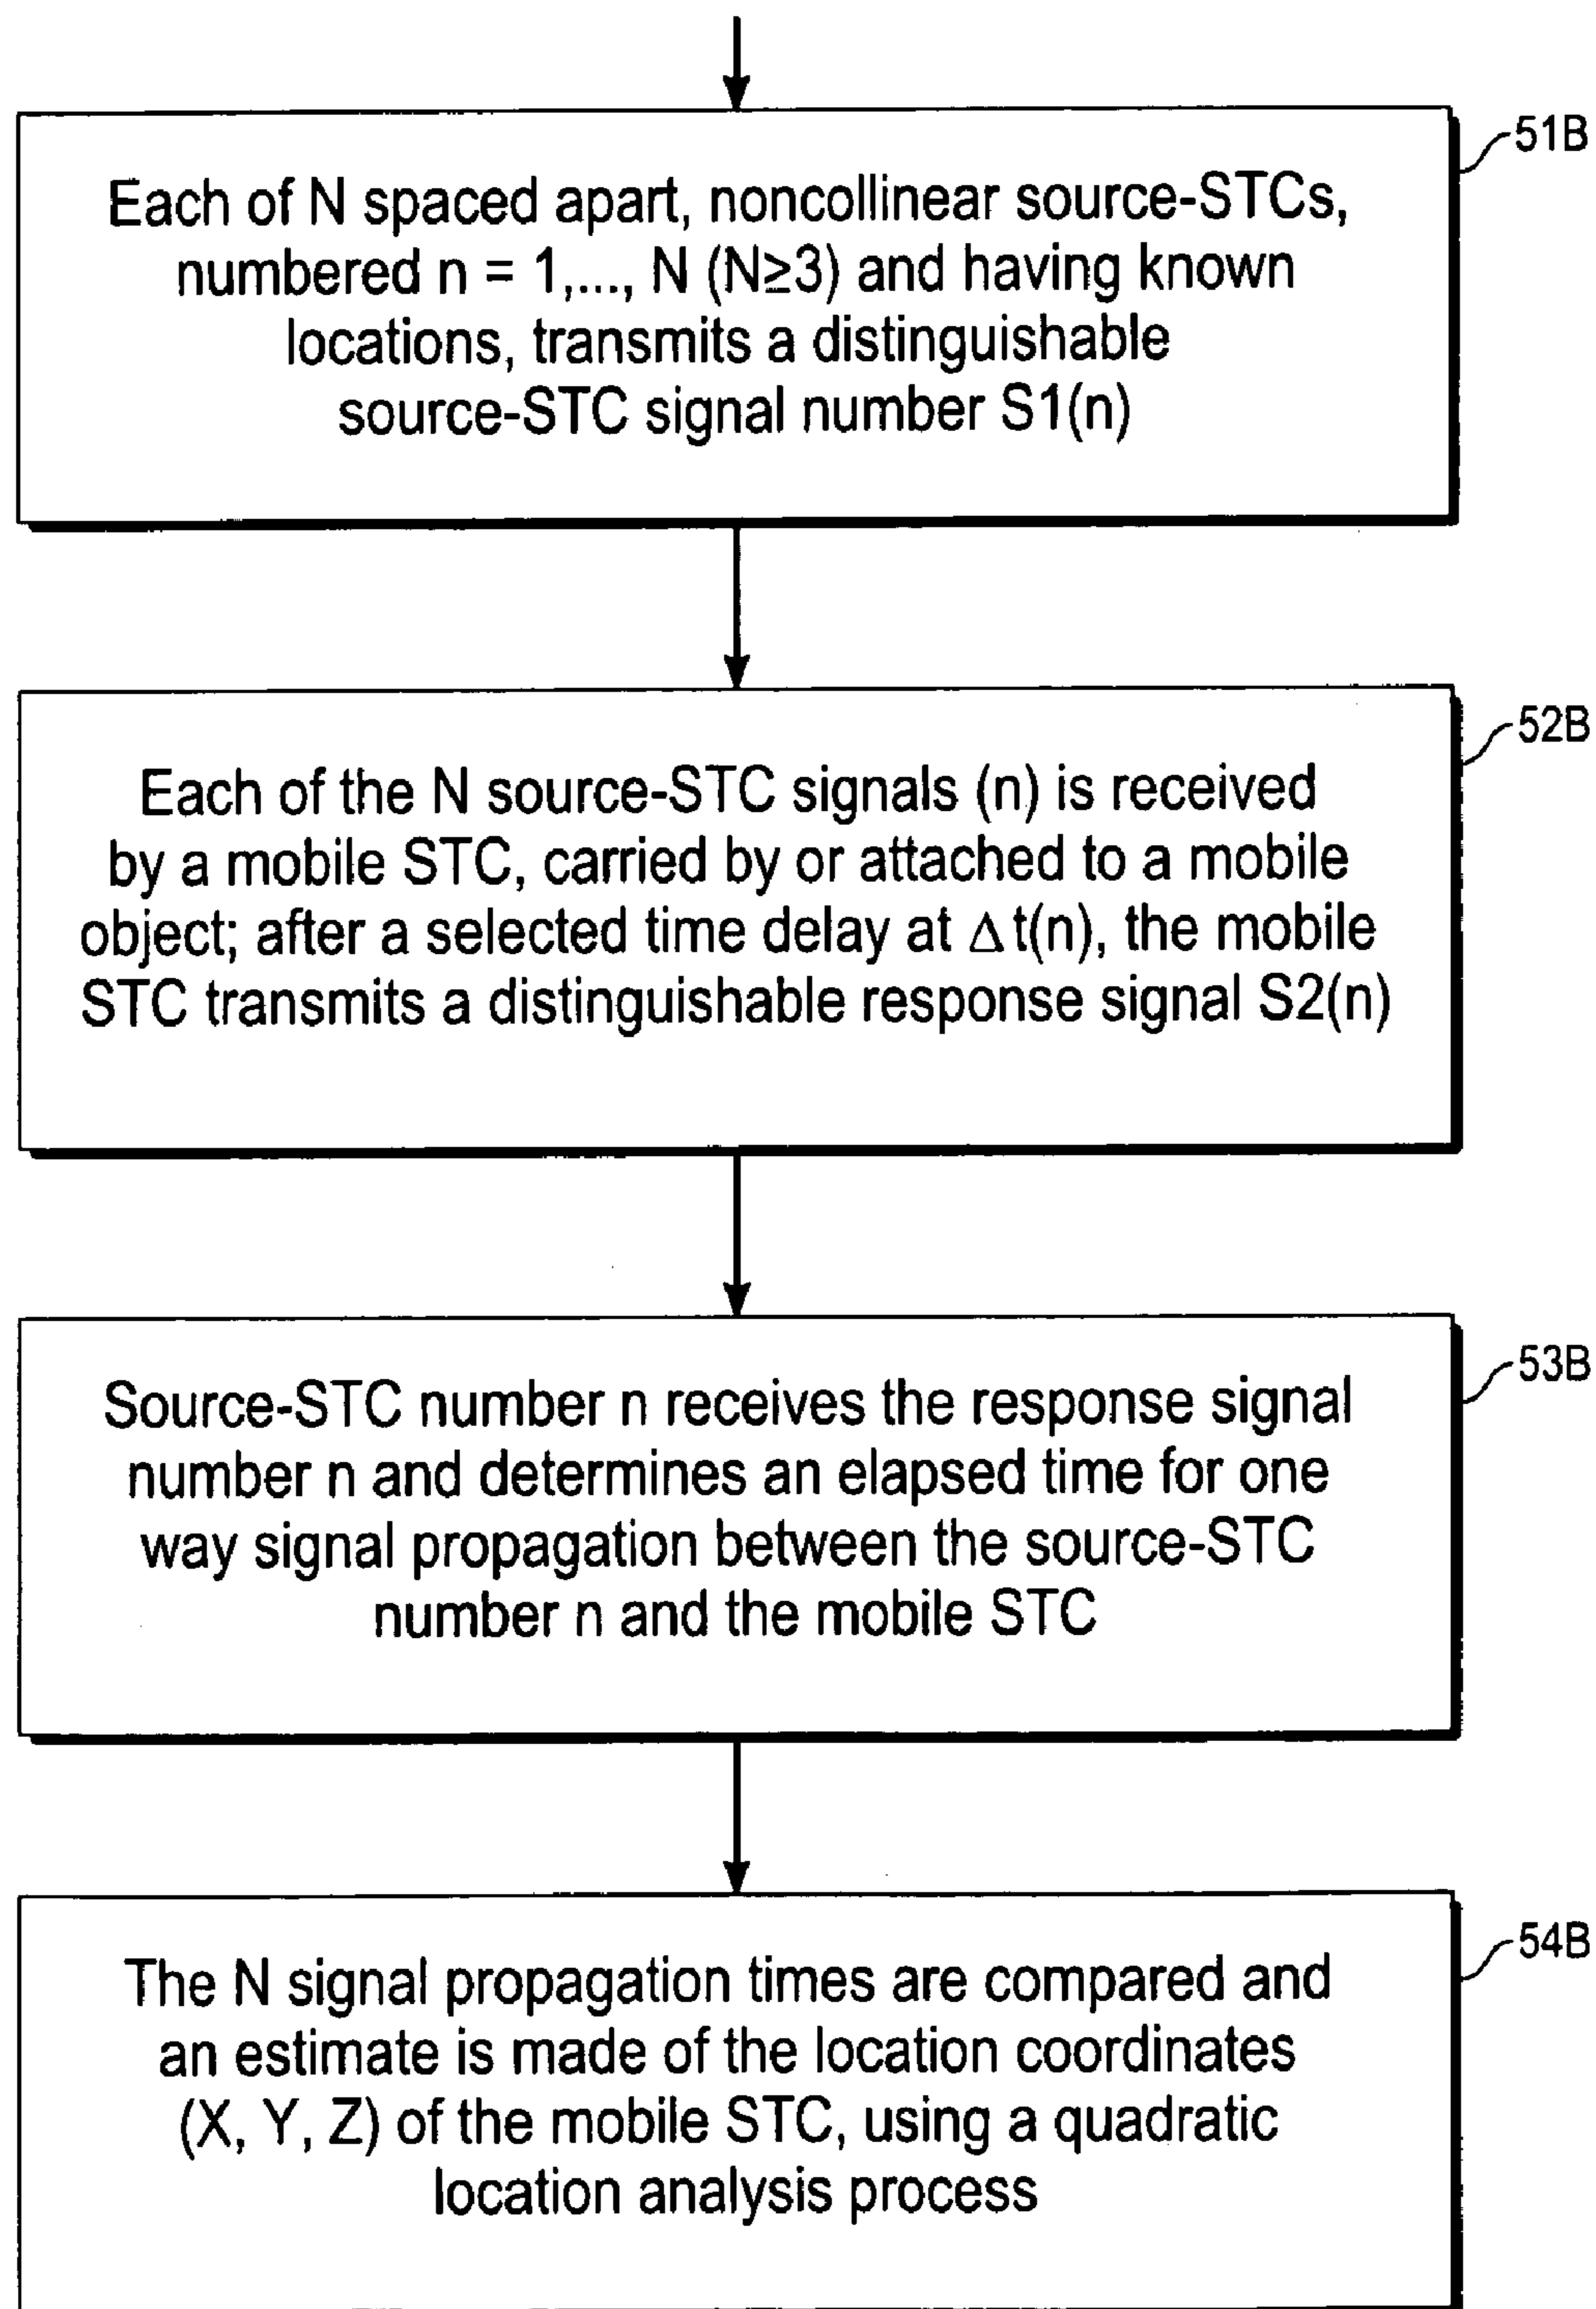 51B
Each of N spaced apart, noncollinear source-STCs,
numbered n = 1,..., N (N≥3) and having known
locations, transmits a distinguishable
source-STC signal number S1(n)
52B
Each of the N source-STC signals (n) is received
by a mobile STC, carried by or attached to a mobile
object; after a selected time delay at Δt(n), the mobile
STC transmits a distinguishable response signal S2(n)
53B
Source-STC number n receives the response signal
number n and determines an elapsed time for one
way signal propagation between the source-STC
number n and the mobile STC
54B
The N signal propagation times are compared and
an estimate is made of the location coordinates
(X, Y, Z) of the mobile STC, using a quadratic
location analysis process